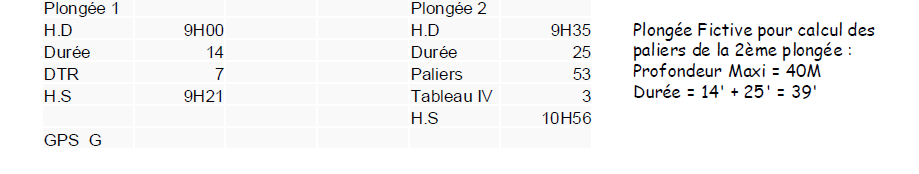 Plongée 1 Plongée 2
H.D 9H00 H.D 9H35
Durée 14 Durée 25
DTR 7 Paliers 53
H.S 9H21 Tableau IV 3
H.S 10H56
GPS G
Plongée Fictive pour calcul des
paliers de la 2ème plongée :
Profondeur Maxi = 40M
Durée = 14' + 25' = 39'